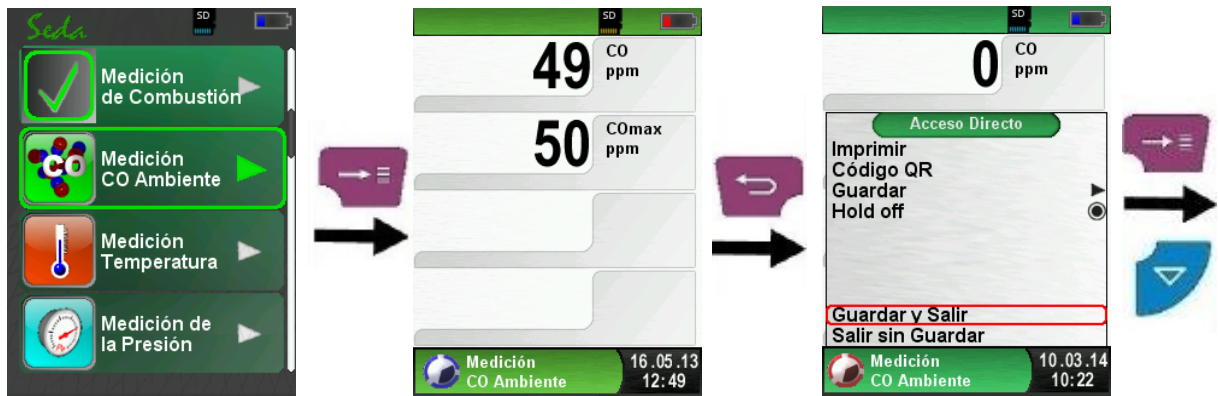 Seda
SD
Medición
de Combustión
CO
Medición
CO Ambiente
Medición
Temperatura
Medición de
la Presión
SD
49 CO
ppm
50 COmax
ppm
Medición
CO Ambiente
16.05.13
12:49
SD
0 CO
ppm
Acceso Directo
Imprimir
Código QR
Guardar
Hold off
Guardar y Salir
Salir sin Guardar
Medición
CO Ambiente
10.03.14
10:22